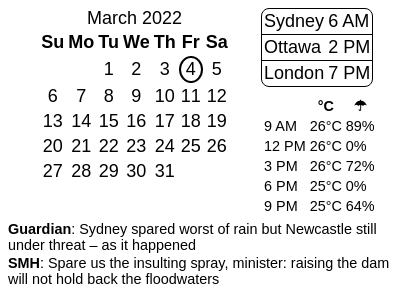 March 2022
Su Mo Tu We Th Fr Sa
1 2 3 4 5
6 7 8 9 10 11 12
13 14 15 16 17 18 19
20 21 22 23 24 25 26
27 28 29 30 31
Sydney 6 AM
Ottawa 2 PM
London 7 PM
°C ☂
9 AM 26°C 89%
12 PM 26°C 0%
3 PM 26°C 72%
6 PM 25°C 0%
9 PM 25°C 64%
Guardian: Sydney spared worst of rain but Newcastle still
under threat – as it happened
SMH: Spare us the insulting spray, minister: raising the dam
will not hold back the floodwaters